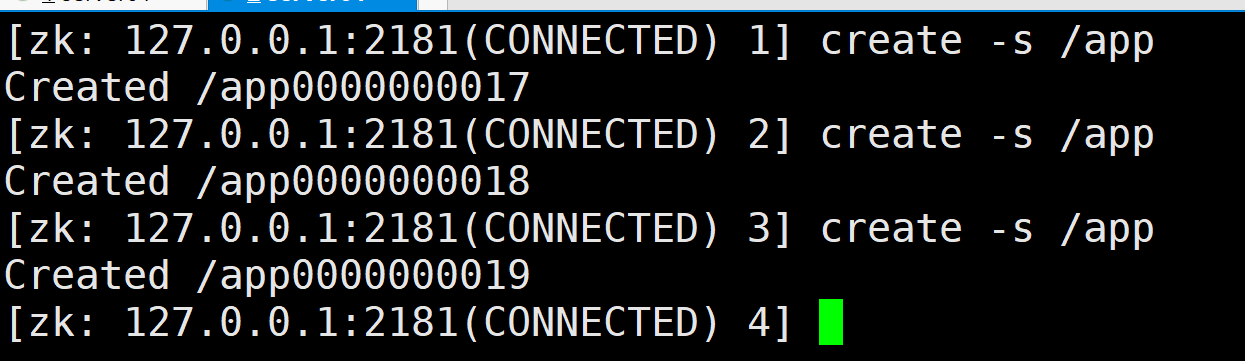 [zk: 127.0.0.1:2181(CONNECTED) 1] create -s /app
Created /app0000000017
[zk: 127.0.0.1:2181(CONNECTED) 2] create -s /app
Created /app0000000018
[zk: 127.0.0.1:2181(CONNECTED) 3] create -s /app
Created /app0000000019
[zk: 127.0.0.1:2181(CONNECTED) 4]